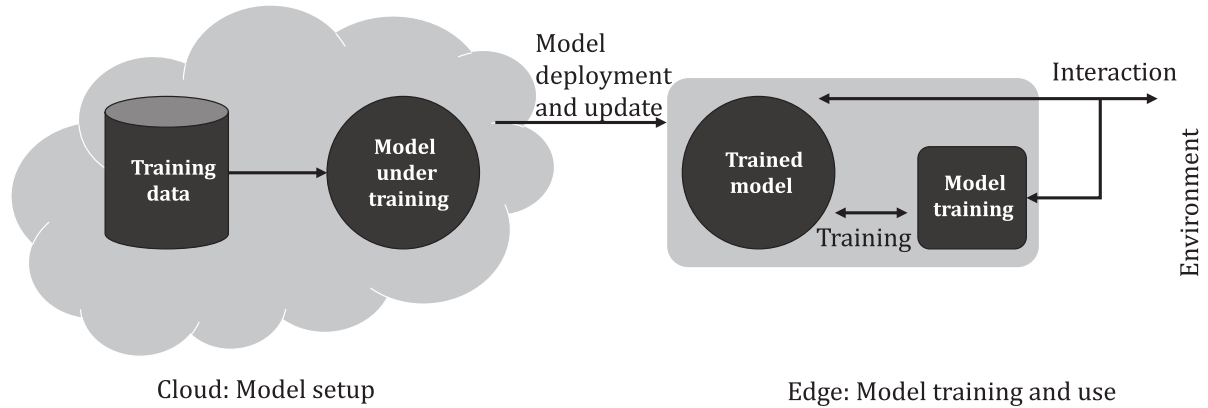 Model
deployment
and update
Interaction
Training
data
Model
under
training
Trained
model
Model
training
Training
Environment
Cloud: Model setup
Edge: Model training and use